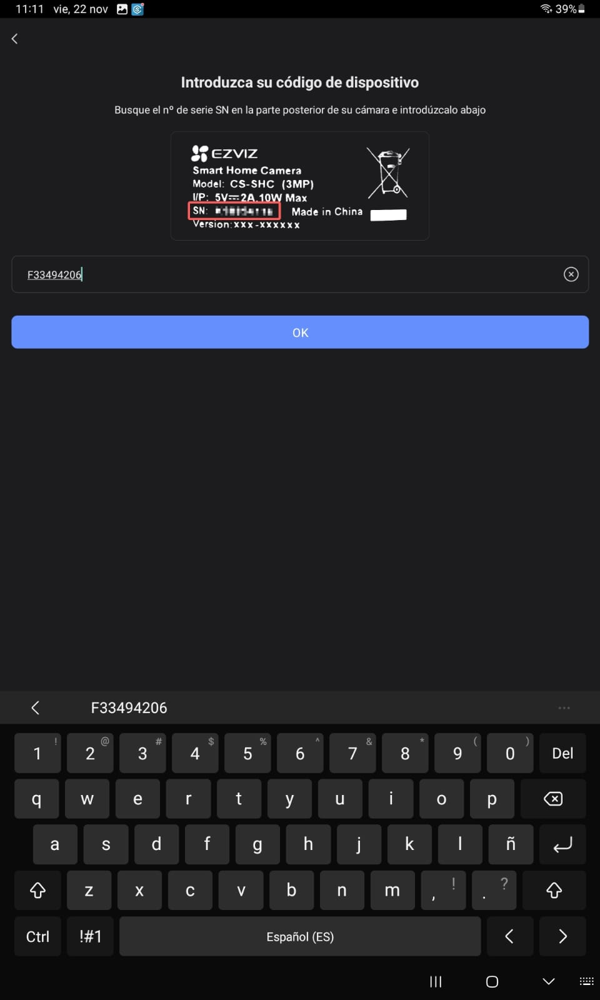 11:11 vie, 22 nov 39%
Introduzca su código de dispositivo
Busque el nº de serie SN en la parte posterior de su cámara e introdúzcalo abajo
EZVIZ
Smart Home Camera
Model: CS-SHC (3MP)
I/P: 5V⎓2A,10W Max
SN: Made in China
Version:xxx-xxxxxx
F33494206
OK
F33494206
1 ! 2 @ 3 # 4 $ 5 % 6 ^ 7 & 8 * 9 ( 0 ) Del
q w e r t y u i o p
a s d f g h j k l ñ
z x c v b n m , ! . ?
Ctrl !#1 Español (ES)